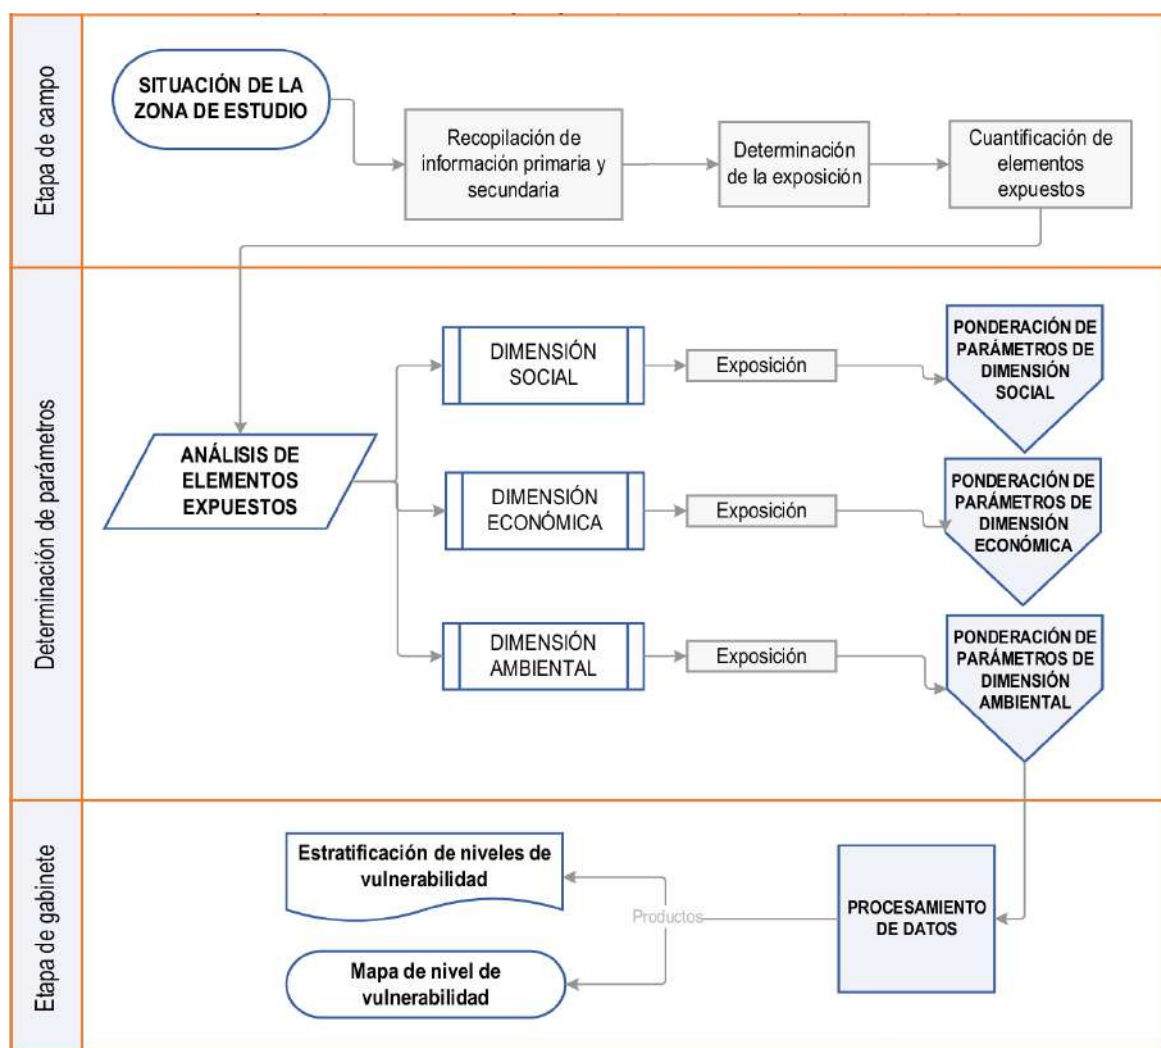 Etapa de campo
SITUACIÓN DE LA
ZONA DE ESTUDIO
Recopilación de
información primaria y
secundaria
Determinación
de la exposición
Cuantificación de
elementos
expuestos
Determinación de parámetros
ANÁLISIS DE
ELEMENTOS
EXPUESTOS
DIMENSIÓN
SOCIAL
Exposición
PONDERACIÓN DE
PARÁMETROS DE
DIMENSIÓN
SOCIAL
DIMENSIÓN
ECONÓMICA
Exposición
PONDERACIÓN DE
PARÁMETROS DE
DIMENSIÓN
ECONÓMICA
DIMENSIÓN
AMBIENTAL
Exposición
PONDERACIÓN DE
PARÁMETROS DE
DIMENSIÓN
AMBIENTAL
Etapa de gabinete
Estratificación de niveles de
vulnerabilidad
Productos
PROCESAMIENTO
DE DATOS
Mapa de nivel de
vulnerabilidad